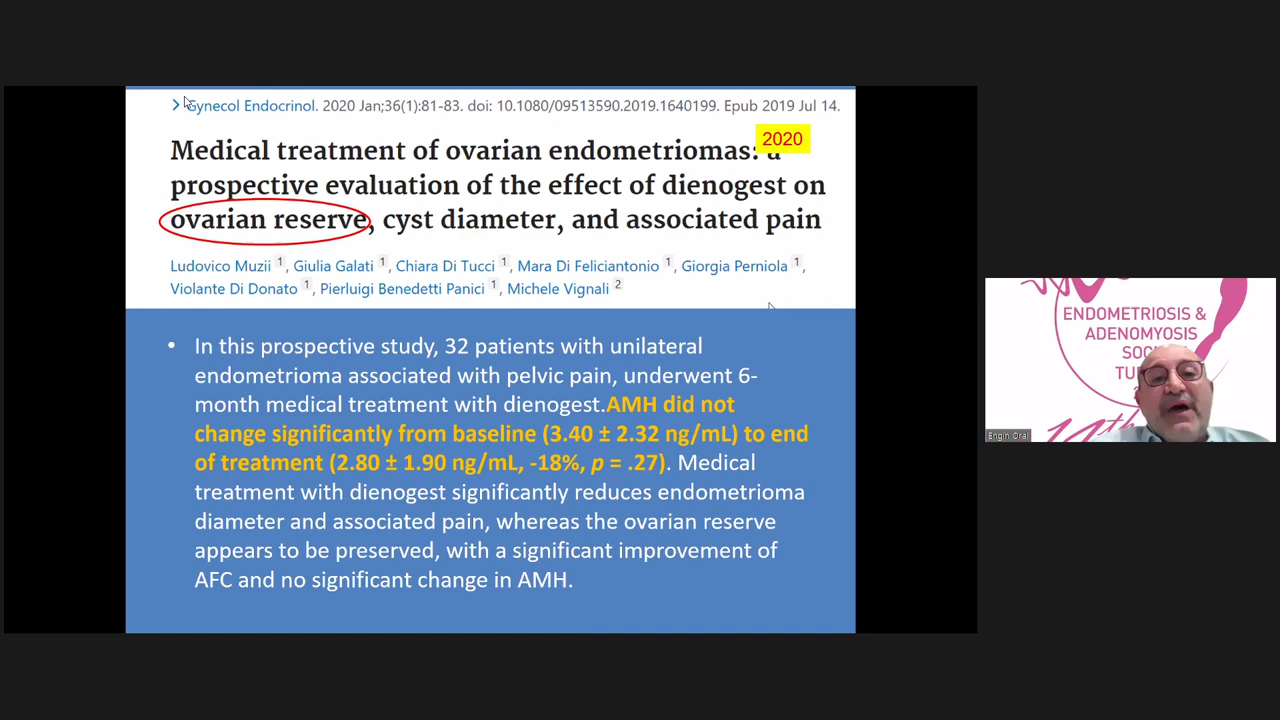 Gynecol Endocrinol. 2020 Jan;36(1):81-83. doi: 10.1080/09513590.2019.1640199. Epub 2019 Jul 14.
2020
Medical treatment of ovarian endometriomas: a
prospective evaluation of the effect of dienogest on
ovarian reserve, cyst diameter, and associated pain
Ludovico Muzii 1, Giulia Galati 1, Chiara Di Tucci 1, Mara Di Feliciantonio 1, Giorgia Perniola 1,
Violante Di Donato 1, Pierluigi Benedetti Panici 1, Michele Vignali 2
• In this prospective study, 32 patients with unilateral
endometrioma associated with pelvic pain, underwent 6-
month medical treatment with dienogest.AMH did not
change significantly from baseline (3.40 ± 2.32 ng/mL) to end
of treatment (2.80 ± 1.90 ng/mL, -18%, p = .27). Medical
treatment with dienogest significantly reduces endometrioma
diameter and associated pain, whereas the ovarian reserve
appears to be preserved, with a significant improvement of
AFC and no significant change in AMH.
ENDOMETRIOSIS &
ADENOMYOSIS
Engin Oral